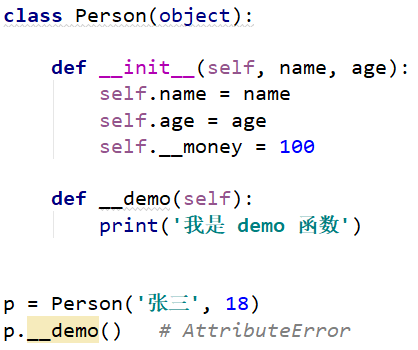 class Person(object):
def __init__(self, name, age):
self.name = name
self.age = age
self.__money = 100
def __demo(self):
print('我是 demo 函数')
p = Person('张三', 18)
p.__demo()   # AttributeError